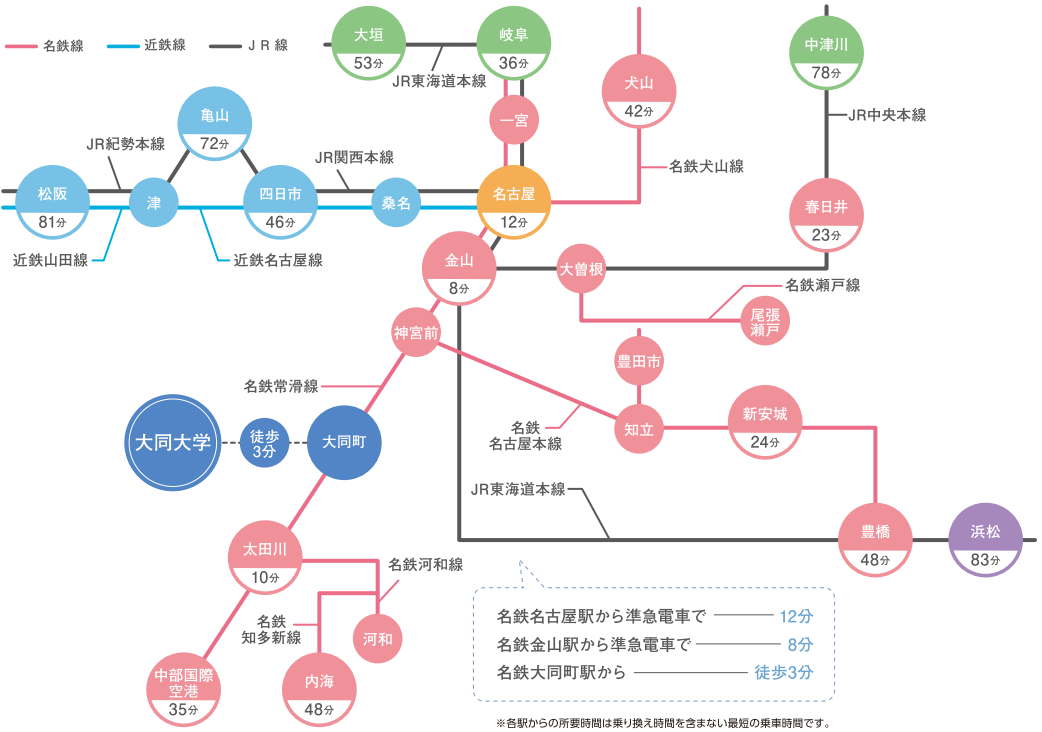 名鉄線
近鉄線
ＪＲ線
大垣
53分
岐阜
36分
JR東海道本線
一宮
犬山
42分
中津川
78分
JR中央本線
亀山
72分
JR紀勢本線
JR関西本線
名鉄犬山線
松阪
81分
津
四日市
46分
桑名
名古屋
12分
春日井
23分
近鉄山田線
近鉄名古屋線
金山
8分
大曽根
名鉄瀬戸線
尾張
瀬戸
神宮前
豊田市
名鉄常滑線
知立
新安城
24分
名鉄
名古屋本線
大同大学
徒歩
3分
大同町
JR東海道本線
豊橋
48分
浜松
83分
太田川
10分
名鉄河和線
名鉄
知多新線
河和
中部国際
空港
35分
内海
48分
名鉄名古屋駅から準急電車で 12分
名鉄金山駅から準急電車で 8分
名鉄大同町駅から 徒歩3分
※各駅からの所要時間は乗り換え時間を含まない最短の乗車時間です。